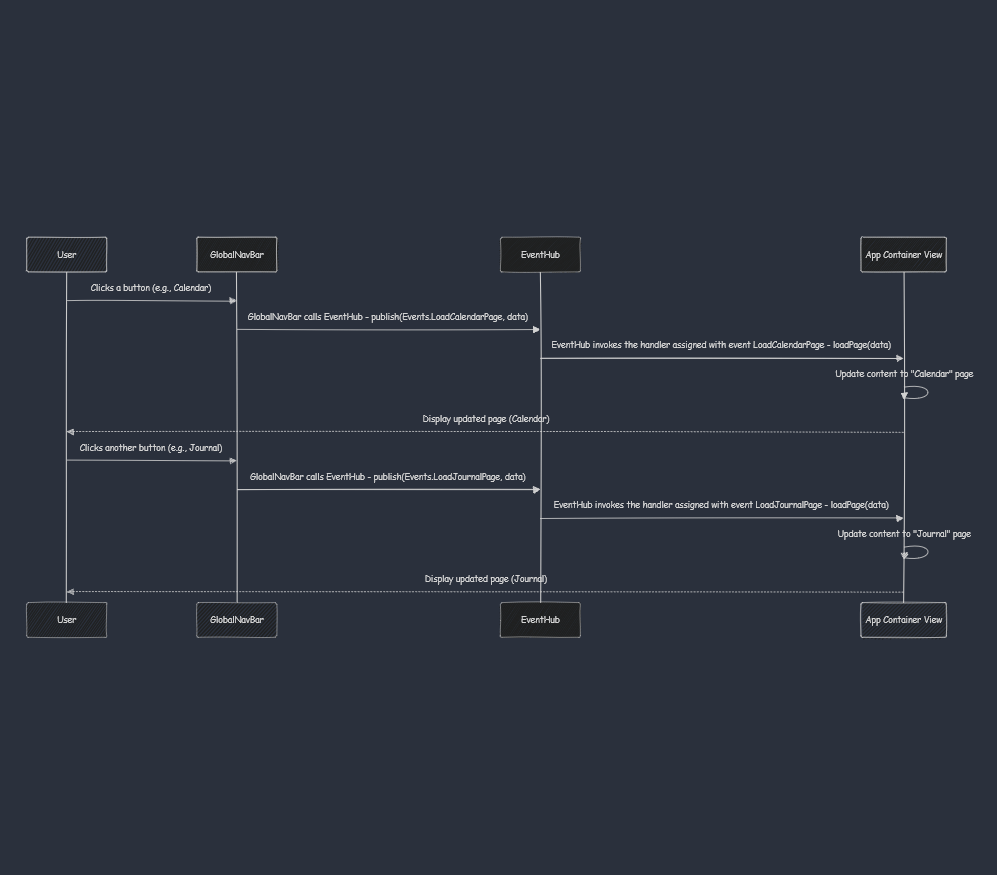 User
GlobalNavBar
EventHub
App Container View
Clicks a button (e.g., Calendar)
GlobalNavBar calls EventHub - publish(Events.LoadCalendarPage, data)
EventHub invokes the handler assigned with event LoadCalendarPage - loadPage(data)
Update content to "Calendar" page
Display updated page (Calendar)
Clicks another button (e.g., Journal)
GlobalNavBar calls EventHub - publish(Events.LoadJournalPage, data)
EventHub invokes the handler assigned with event LoadJournalPage - loadPage(data)
Update content to "Journal" page
Display updated page (Journal)
User
GlobalNavBar
EventHub
App Container View